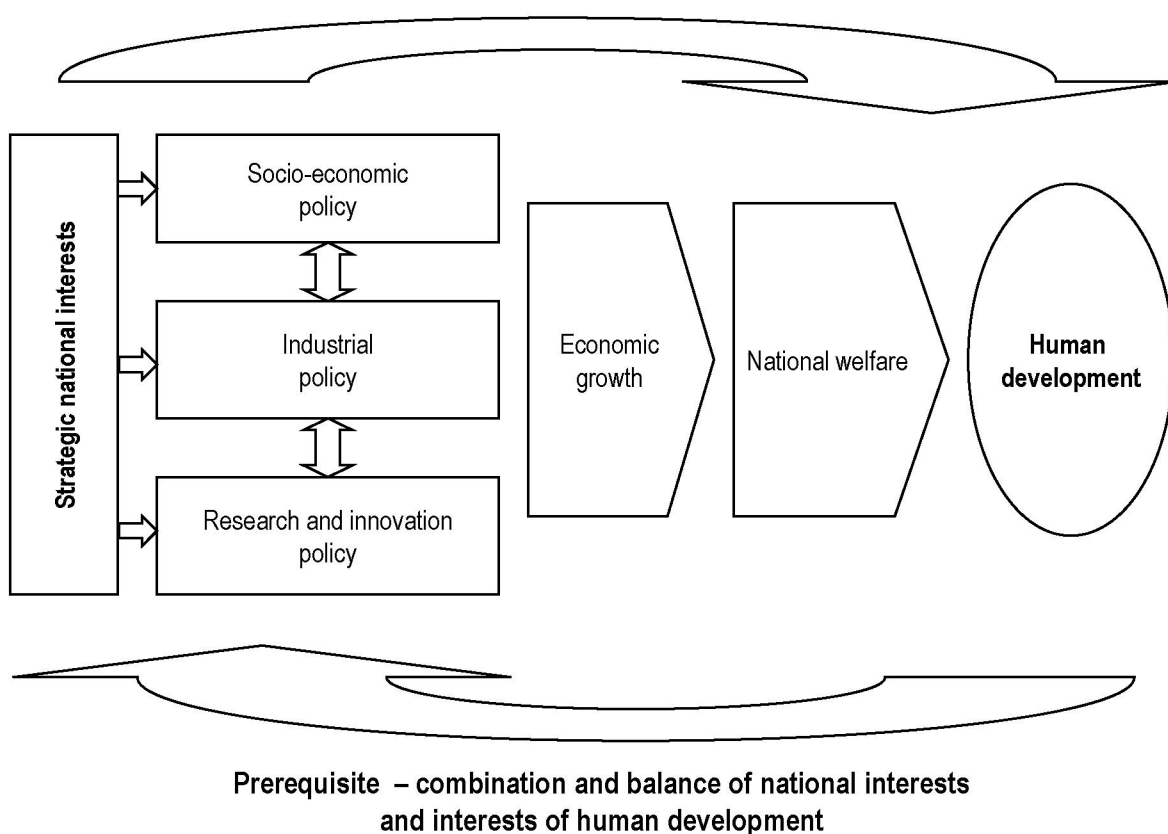 Strategic national interests
Socio-economic
policy
Industrial
policy
Research and innovation
policy
Economic
growth
National welfare
Human
development
Prerequisite – combination and balance of national interests
and interests of human development